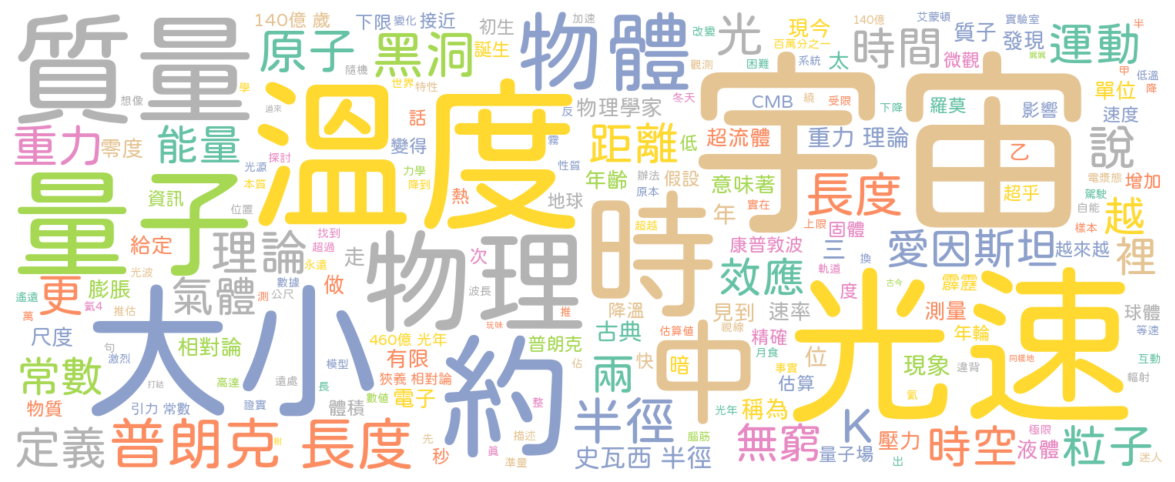 質量
140億 歲
下限
變化
接近
初生
加速
物體
改變
光
現今
百萬分之一
140億
時間
艾蒙頓
實驗室
質子
發現
半
運動
原子
黑洞
隨機
誕生
觀測
困難
系統
太
微觀
甲
低溫
降
世界
特性
想像
學
溫度
話
反
物理學家
冬天
CMB
繞
受限
下降
羅莫
單位
影響
速度
宇宙
重力
零度
能量
變得
霧
距離
低
超流體
重力 理論
乙
說
光源
探討
力學
性質
辦法
本質
降到
年齡
假設
意味著
長度
超乎
電漿態
駕駛
增加
自能
量子
資訊
位置
熱
地球
原本
實在
年
上限
樣本
越
給定
理論
找到
超過
走
物理
次
時
超越
康普敦波
固體
三
愛因斯坦
越來越
裡
永遠
光波
更
膨脹
氣體
數據
做
波長
效應
軌道
換
度
古今
霹靂
遙遠
氦4
測
公尺
萬
推估
推
降溫
見到
速率
光速
測量
球體
尺度
大小
460億 光年
玩味
古典
估算值
視線
精確
年輪
等速
句
激烈
相對論
模型
有限
約
普朗克
快
中
暗
月食
位
現象
同樣地
互動
常數
狹義 相對論
佔
兩
事實
估算
違背
輻射
高達
遠處
長
數值
電子
氦
物質
引力 常數
打結
證實
體積
整
半徑
光年
稱為
K
定義
普朗克 長度
先
秒
描述
真
準量
史瓦西 半徑
腦筋
無窮
壓力
量子場
出
時空
極限
液體
粒子
迷人